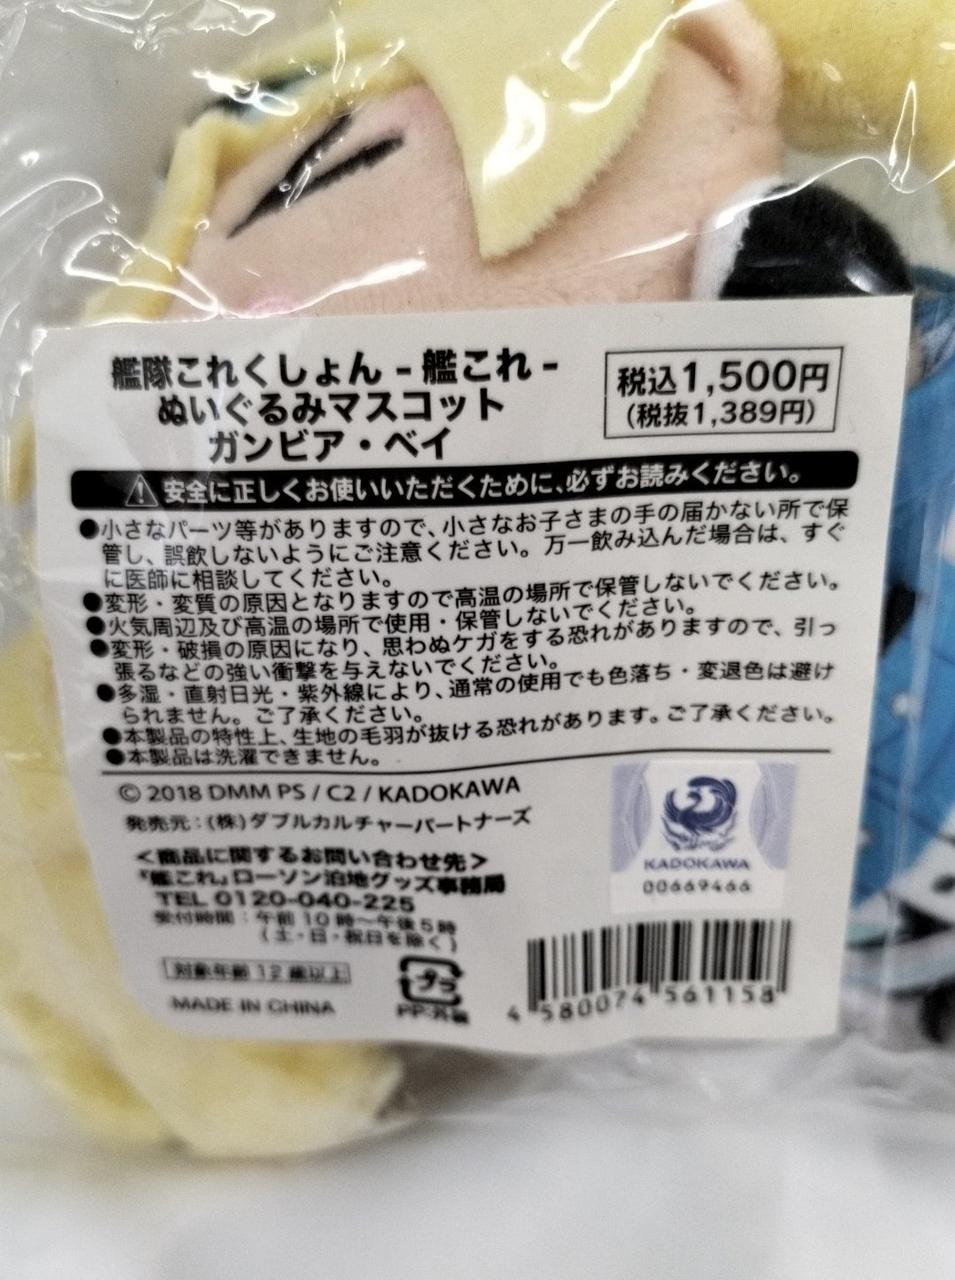 艦隊これくしょん - 艦これ -
ぬいぐるみマスコット
ガンビア・ベイ
税込1,500円
(税抜1,389円)
安全に正しくお使いいただくために、必ずお読みください。
●小さなパーツ等がありますので、小さなお子さまの手の届かない所で保
管し、誤飲しないようにご注意ください。万一飲み込んだ場合は、すぐ
に医師に相談してください。
●変形・変質の原因となりますので高温の場所で保管しないでください。
●火気周辺及び高温の場所で使用・保管しないでください。
●変形・破損の原因になり、思わぬケガをする恐れがありますので、引っ
張るなどの強い衝撃を与えないでください。
●多湿・直射日光・紫外線により、通常の使用でも色落ち・変退色は避け
られません。ご了承ください。
●本製品の特性上、生地の毛羽が抜ける恐れがあります。ご了承ください。
●本製品は洗濯できません。
© 2018 DMM PS / C2 / KADOKAWA
発売元：(株)ダブルカルチャーパートナーズ
＜商品に関するお問い合わせ先＞
『艦これ』ローソン泊地グッズ事務局
TEL 0120-040-225
受付時間：午前10時～午後5時
(土・日・祝日を除く)
対象年齢12歳以上
MADE IN CHINA
プラ
PP・外装
KADOKAWA
00669466
4 580074 561158